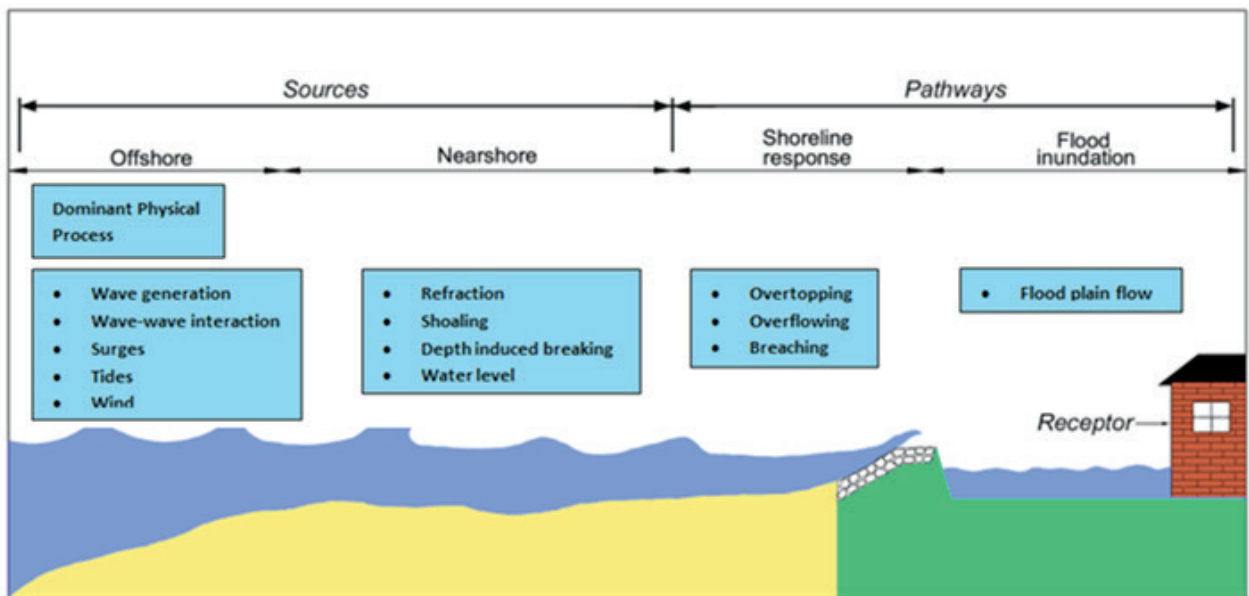 Sources
Pathways
Offshore
Nearshore
Shoreline
response
Flood
inundation
Dominant Physical
Process
• Wave generation
• Wave-wave interaction
• Surges
• Tides
• Wind
• Refraction
• Shoaling
• Depth induced breaking
• Water level
• Overtopping
• Overflowing
• Breaching
• Flood plain flow
Receptor